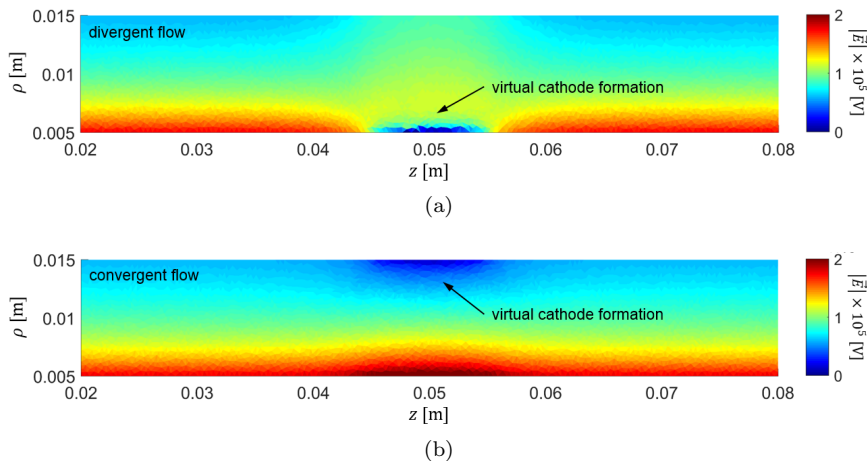 0.015
divergent flow
0.01
ρ [m]
virtual cathode formation
0.005
0.02 0.03 0.04 0.05 0.06 0.07 0.08
z [m]
2
1
0
|E⃗| × 10⁵ [V]
(a)
0.015
convergent flow
0.01
ρ [m]
virtual cathode formation
0.005
0.02 0.03 0.04 0.05 0.06 0.07 0.08
z [m]
2
1
0
|E⃗| × 10⁵ [V]
(b)